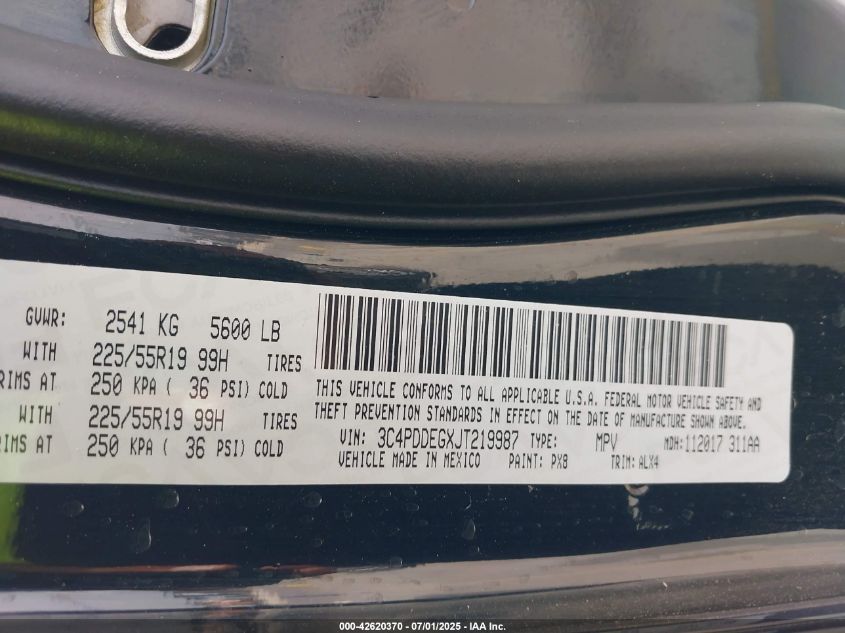 GVWR: 2541 KG 5600 LB
WITH 225/55R19 99H TIRES
RIMS AT 250 KPA ( 36 PSI) COLD
WITH 225/55R19 99H TIRES
RIMS AT 250 KPA ( 36 PSI) COLD
THIS VEHICLE CONFORMS TO ALL APPLICABLE U.S.A. FEDERAL MOTOR VEHICLE SAFETY AND
THEFT PREVENTION STANDARDS IN EFFECT ON THE DATE OF MANUFACTURE SHOWN ABOVE.
VIN: 3C4PDDEGXJT219987 TYPE: MPV MDH:112017 311AA
VEHICLE MADE IN MEXICO PAINT: PX8 TRIM: ALX4
000-42620370 - 07/01/2025 - IAA Inc.